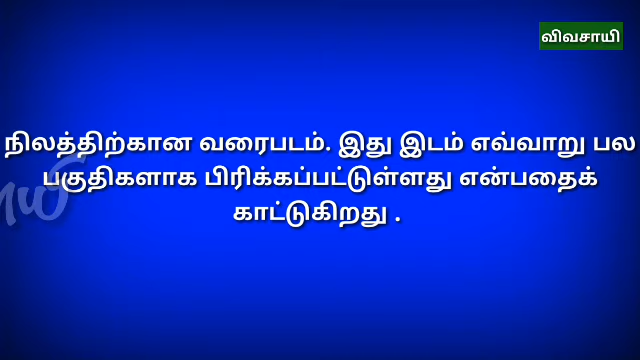 விவசாயி
நிலத்திற்கான வரைபடம். இது இடம் எவ்வாறு பல
பகுதிகளாக பிரிக்கப்பட்டுள்ளது என்பதைக்
காட்டுகிறது .